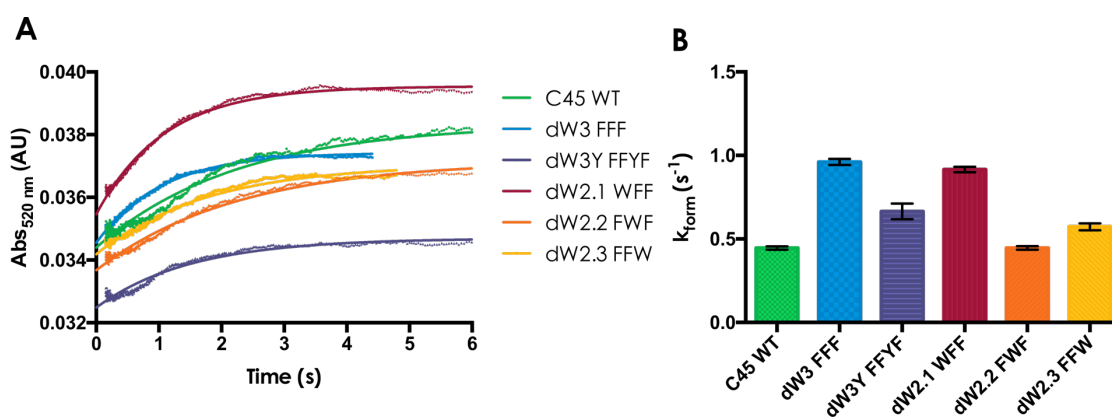 A
Abs520 nm (AU)
0.040
0.038
0.036
0.034
0.032
0
1
2
3
4
5
6
Time (s)
C45 WT
dW3 FFF
dW3Y FFYF
dW2.1 WFF
dW2.2 FWF
dW2.3 FFW
B
kform (s-1)
1.5
1.0
0.5
0.0
C45 WT
dW3 FFF
dW3Y FFYF
dW2.1 WFF
dW2.2 FWF
dW2.3 FFW